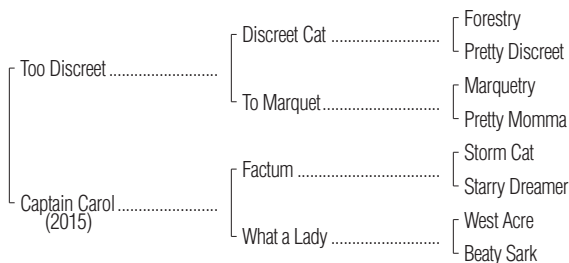 Forestry
Discreet Cat
Pretty Discreet
Too Discreet
Marquetry
To Marquet
Pretty Momma
Storm Cat
Factum
Starry Dreamer
Captain Carol
(2015)
West Acre
What a Lady
Beaty Sark